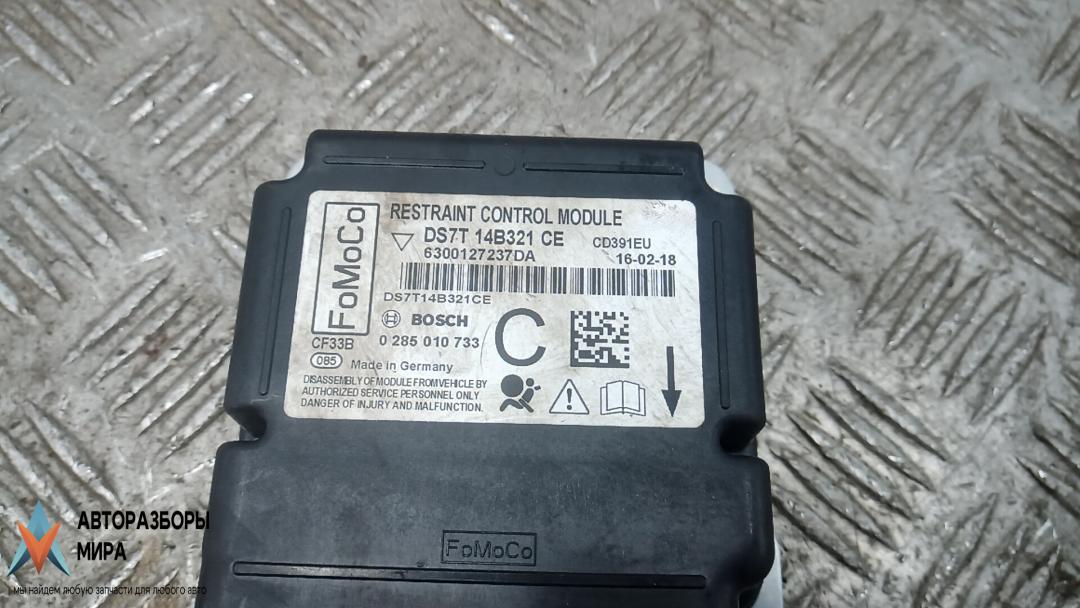 FoMoCo
RESTRAINT CONTROL MODULE
DS7T 14B321 CE CD391EU
6300127237DA 16-02-18
DS7T14B321CE
BOSCH
CF33B 0 285 010 733 C
085 Made in Germany
DISASSEMBLY OF MODULE FROM VEHICLE BY
AUTHORIZED SERVICE PERSONNEL ONLY
DANGER OF INJURY AND MALFUNCTION.
FoMoCo
АВТОРАЗБОРЫ
МИРА
мы найдем любую запчасти для любого авто